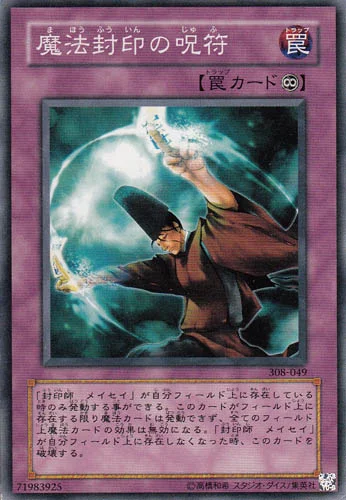 魔法封印の呪符
罠
【罠カード】
308-049
「封印師　メイセイ」が自分フィールド上に存在している
時のみ発動する事ができる。このカードがフィールド上に
存在する限り魔法カードは発動できず、全てのフィールド
上魔法カードの効果は無効になる。「封印師　メイセイ」
が自分フィールド上に存在しなくなった時、このカードを
破壊する。
71983925
©高橋和希 スタジオ・ダイス/集英社